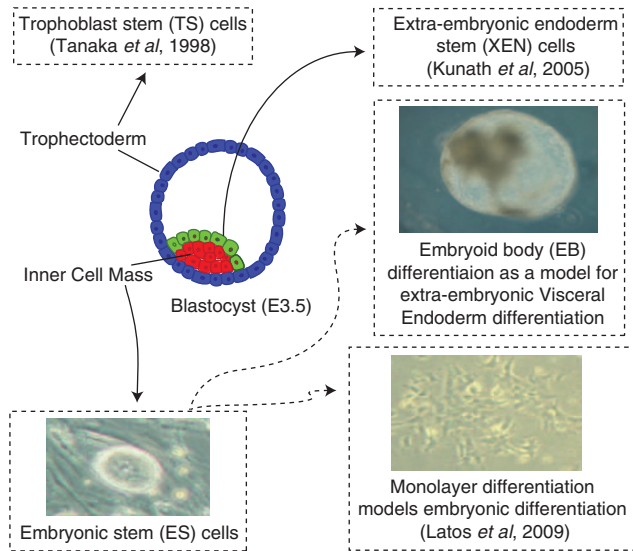 Trophoblast stem (TS) cells
(Tanaka et al, 1998)
Extra-embryonic endoderm
stem (XEN) cells
(Kunath et al, 2005)
Trophectoderm
Inner Cell Mass
Blastocyst (E3.5)
Embryoid body (EB)
differentiaion as a model for
extra-embryonic Visceral
Endoderm differentiation
Embryonic stem (ES) cells
Monolayer differentiation
models embryonic differentiation
(Latos et al, 2009)